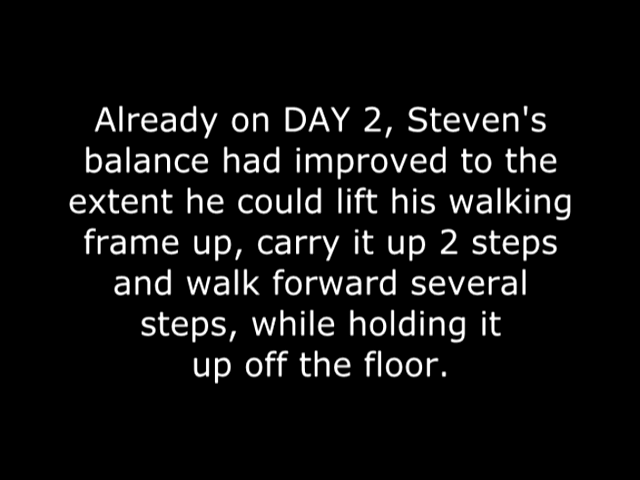 Already on DAY 2, Steven's
balance had improved to the
extent he could lift his walking
frame up, carry it up 2 steps
and walk forward several
steps, while holding it
up off the floor.